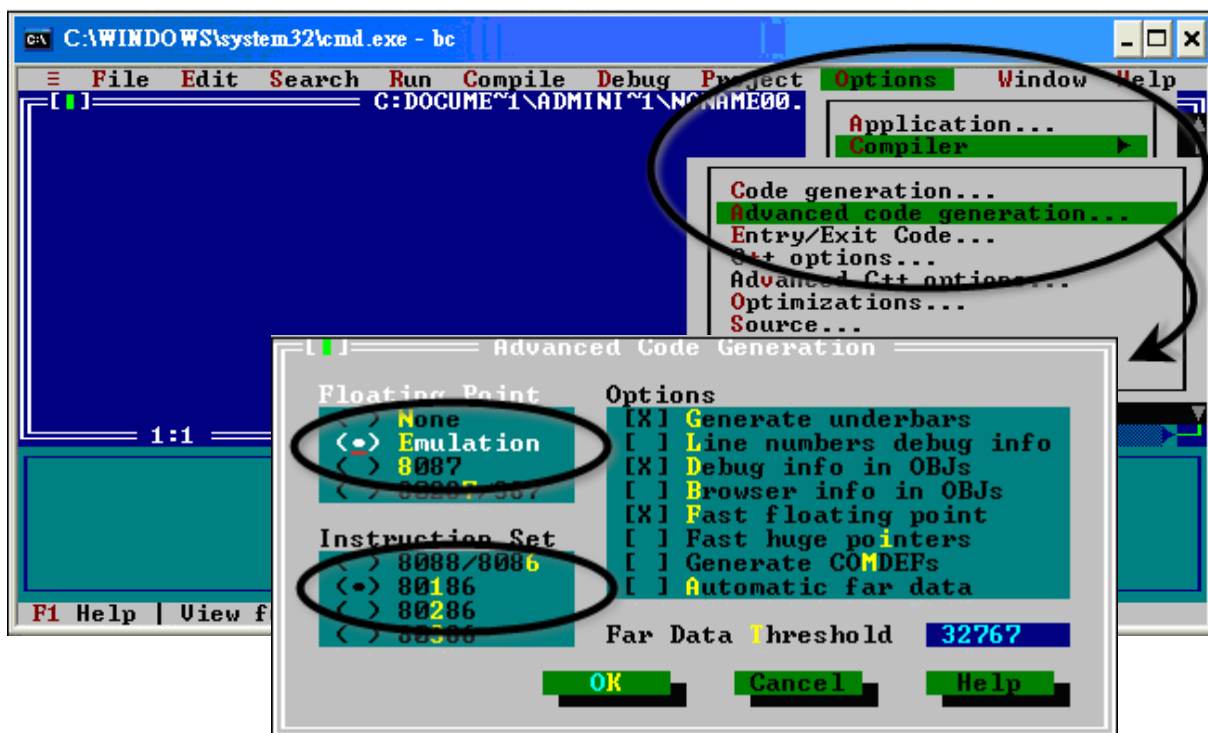 C:\WINDOWS\system32\cmd.exe - bc
≡ File Edit Search Run Compile Debug Project Options Window Help
C:DOCUME~1\ADMINI~1\NONAME00.
Application...
Compiler
Code generation...
Advanced code generation...
Entry/Exit Code...
C++ options...
Advanced C++ options...
Optimizations...
Source...
1:1
F1 Help | View f
Advanced Code Generation
Floating Point
( ) None
(•) Emulation
( ) 8087
( ) 80287/387
Instruction Set
( ) 8088/8086
(•) 80186
( ) 80286
( ) 80386
Options
[X] Generate underbars
[ ] Line numbers debug info
[X] Debug info in OBJs
[ ] Browser info in OBJs
[X] Fast floating point
[ ] Fast huge pointers
[ ] Generate COMDEFs
[ ] Automatic far data
Far Data Threshold 32767
OK Cancel Help